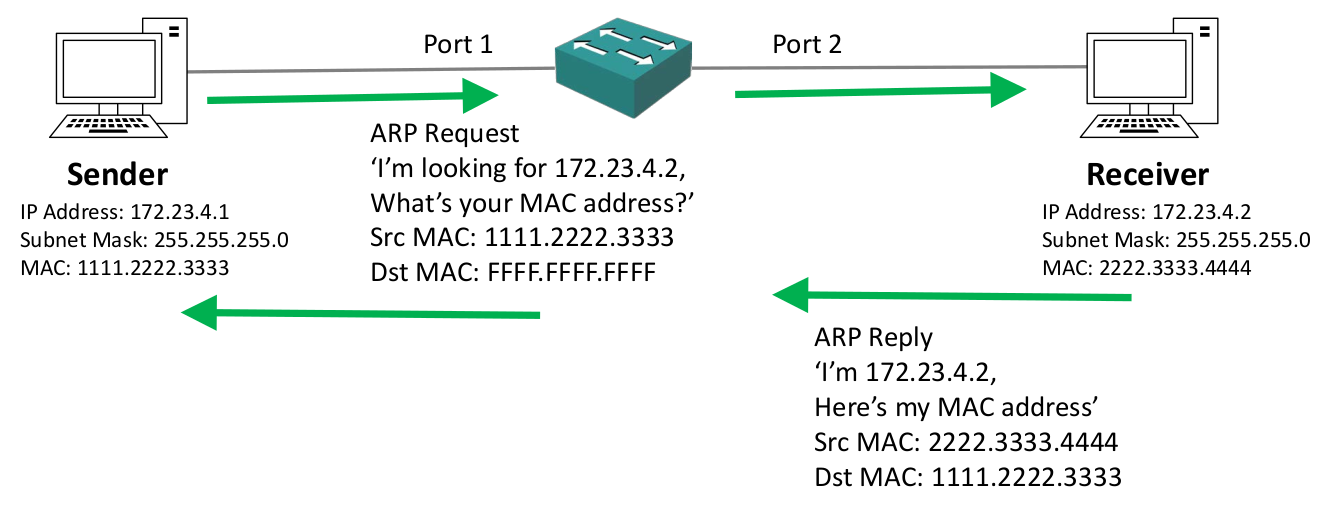 Port 1
Port 2
ARP Request
‘I’m looking for 172.23.4.2,
What’s your MAC address?’
Src MAC: 1111.2222.3333
Dst MAC: FFFF.FFFF.FFFF
Sender
IP Address: 172.23.4.1
Subnet Mask: 255.255.255.0
MAC: 1111.2222.3333
Receiver
IP Address: 172.23.4.2
Subnet Mask: 255.255.255.0
MAC: 2222.3333.4444
ARP Reply
‘I’m 172.23.4.2,
Here’s my MAC address’
Src MAC: 2222.3333.4444
Dst MAC: 1111.2222.3333